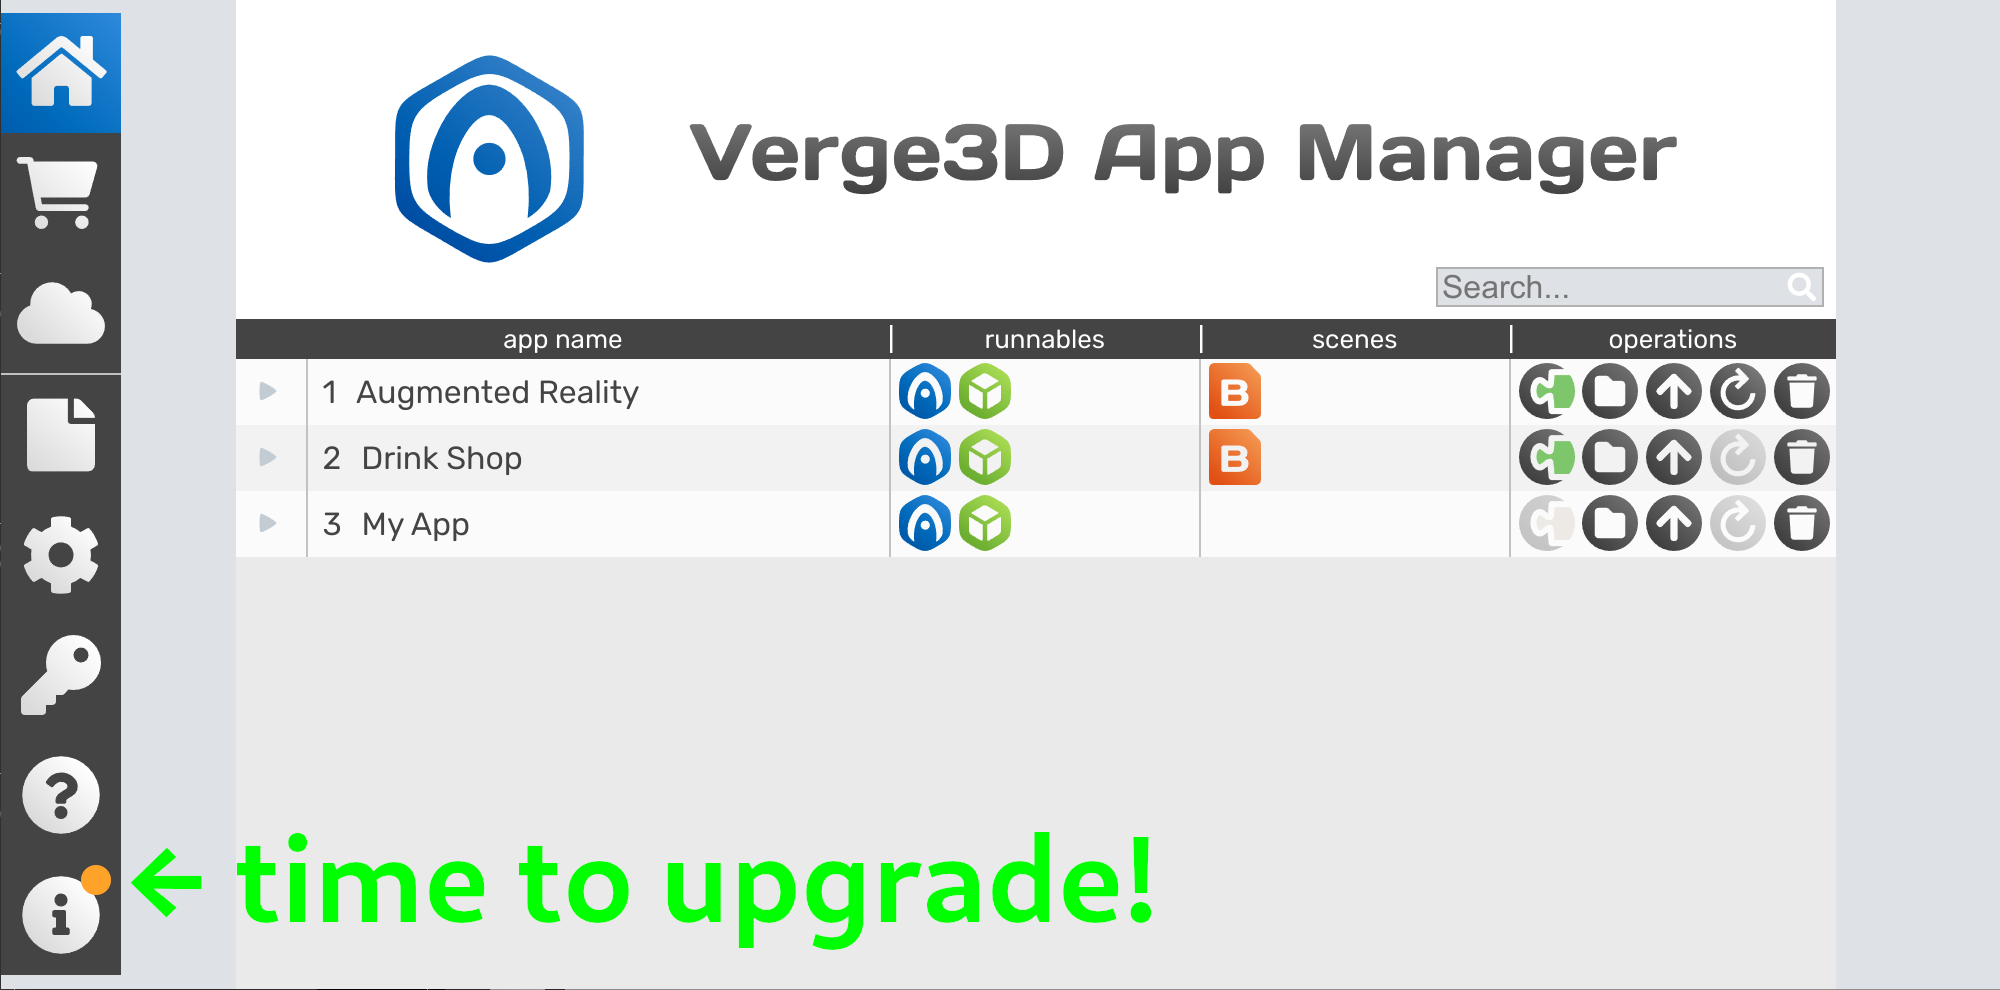 Verge3D App Manager
Search...
app name runnables scenes operations
1 Augmented Reality
B
2 Drink Shop
B
3 My App
← time to upgrade!